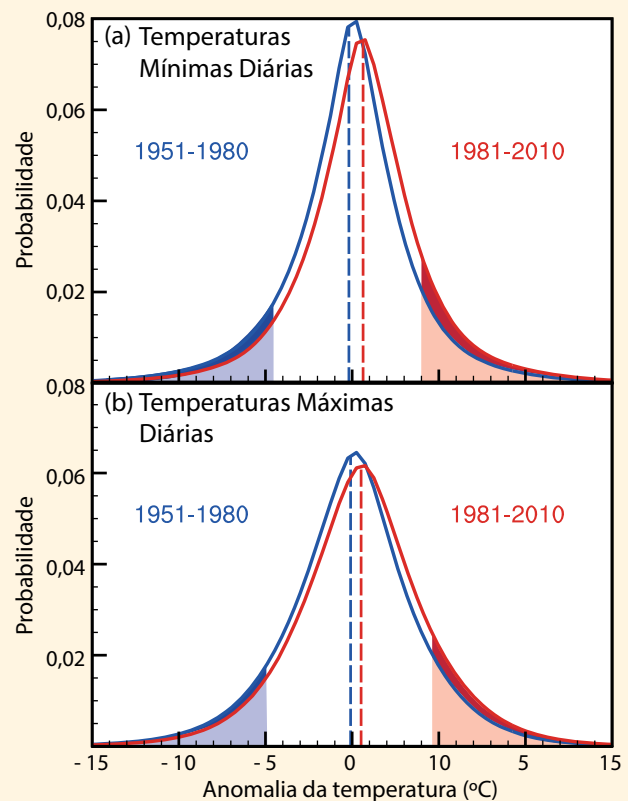 0,08
(a) Temperaturas
Mínimas Diárias
0,06
1951-1980
1981-2010
Probabilidade
0,04
0,02
0,08
(b) Temperaturas Máximas
Diárias
0,06
1951-1980
1981-2010
Probabilidade
0,04
0,02
-15 -10 -5 0 10 5 15
Anomalia da temperatura (ºC)